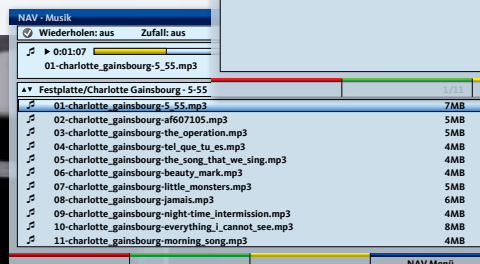 NAV - Musik
Wiederholen: aus Zufall: aus
0:01:07
01-charlotte_gainsbourg-5_55.mp3
Festplatte/Charlotte Gainsbourg - 5-55 1/11
01-charlotte_gainsbourg-5_55.mp3 7MB
02-charlotte_gainsbourg-af607105.mp3 5MB
03-charlotte_gainsbourg-the_operation.mp3 5MB
04-charlotte_gainsbourg-tel_que_tu_es.mp3 4MB
05-charlotte_gainsbourg-the_song_that_we_sing.mp3 4MB
06-charlotte_gainsbourg-beauty_mark.mp3 4MB
07-charlotte_gainsbourg-little_monsters.mp3 5MB
08-charlotte_gainsbourg-jamais.mp3 6MB
09-charlotte_gainsbourg-night-time_intermission.mp3 4MB
10-charlotte_gainsbourg-everything_i_cannot_see.mp3 8MB
11-charlotte_gainsbourg-morning_song.mp3 4MB
NAV Menü